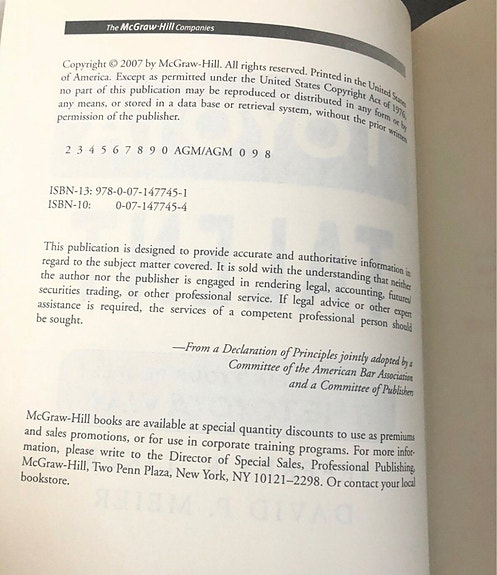 The McGraw·Hill Companies
Copyright © 2007 by McGraw-Hill. All rights reserved. Printed in the United States
of America. Except as permitted under the United States Copyright Act of 1976,
no part of this publication may be reproduced or distributed in any form or by
any means, or stored in a data base or retrieval system, without the prior written
permission of the publisher.
2 3 4 5 6 7 8 9 0 AGM/AGM 0 9 8
ISBN-13: 978-0-07-147745-1
ISBN-10: 0-07-147745-4
This publication is designed to provide accurate and authoritative information in
regard to the subject matter covered. It is sold with the understanding that neither
the author nor the publisher is engaged in rendering legal, accounting, futures/
securities trading, or other professional service. If legal advice or other expert
assistance is required, the services of a competent professional person should
be sought.
—From a Declaration of Principles jointly adopted by a
Committee of the American Bar Association
and a Committee of Publishers
McGraw-Hill books are available at special quantity discounts to use as premiums
and sales promotions, or for use in corporate training programs. For more infor-
mation, please write to the Director of Special Sales, Professional Publishing,
McGraw-Hill, Two Penn Plaza, New York, NY 10121–2298. Or contact your local
bookstore.